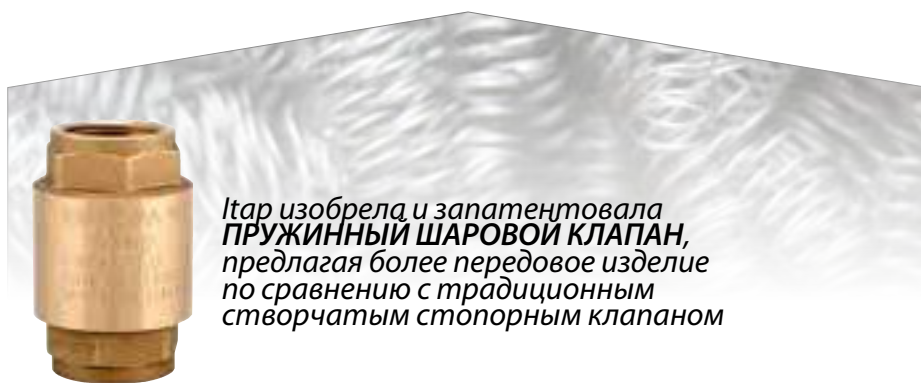 Itap изобрела и запатентовала
ПРУЖИННЫЙ ШАРОВОЙ КЛАПАН,
предлагая более передовое изделие
по сравнению с традиционным
створчатым стопорным клапаном